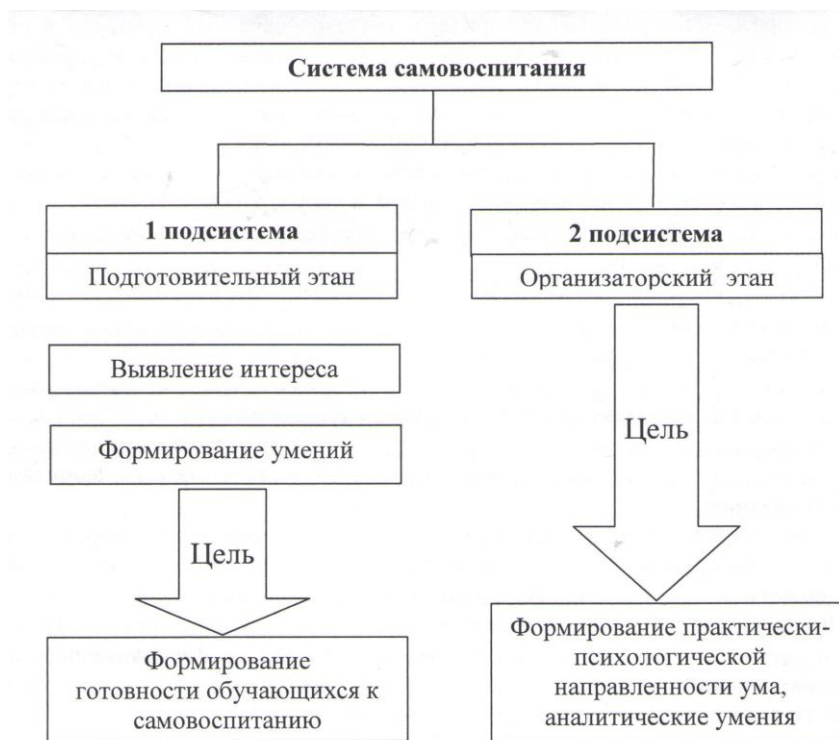 Система самовоспитания
1 подсистема
Подготовительный этап
Выявление интереса
Формирование умений
Цель
Формирование
готовности обучающихся к
самовоспитанию
2 подсистема
Организаторский этап
Цель
Формирование практически-
психологической
направленности ума,
аналитические умения